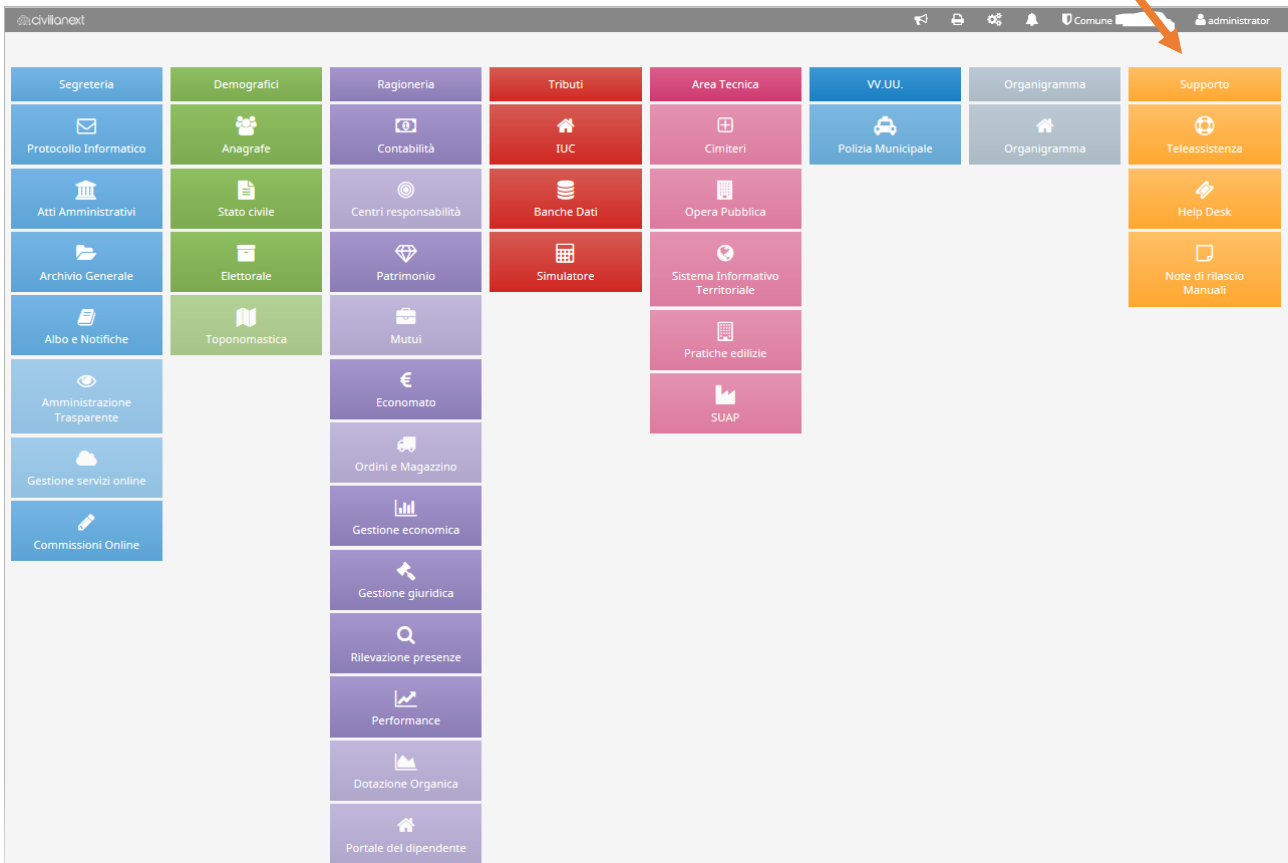 civilianext
Comune
administrator
Segreteria
Protocollo Informatico
Atti Amministrativi
Archivio Generale
Albo e Notifiche
Amministrazione
Trasparente
Gestione servizi online
Commissioni Online
Demografici
Anagrafe
Stato civile
Elettorale
Toponomastica
Ragioneria
Contabilità
Centri responsabilità
Patrimonio
Mutui
Economato
Ordini e Magazzino
Gestione economica
Gestione giuridica
Rilevazione presenze
Performance
Dotazione Organica
Portale del dipendente
Tributi
IUC
Banche Dati
Simulatore
Area Tecnica
Cimiteri
Opera Pubblica
Sistema Informativo
Territoriale
Pratiche edilizie
SUAP
VV.UU.
Polizia Municipale
Organigramma
Organigramma
Supporto
Teleassistenza
Help Desk
Note di rilascio
Manuali